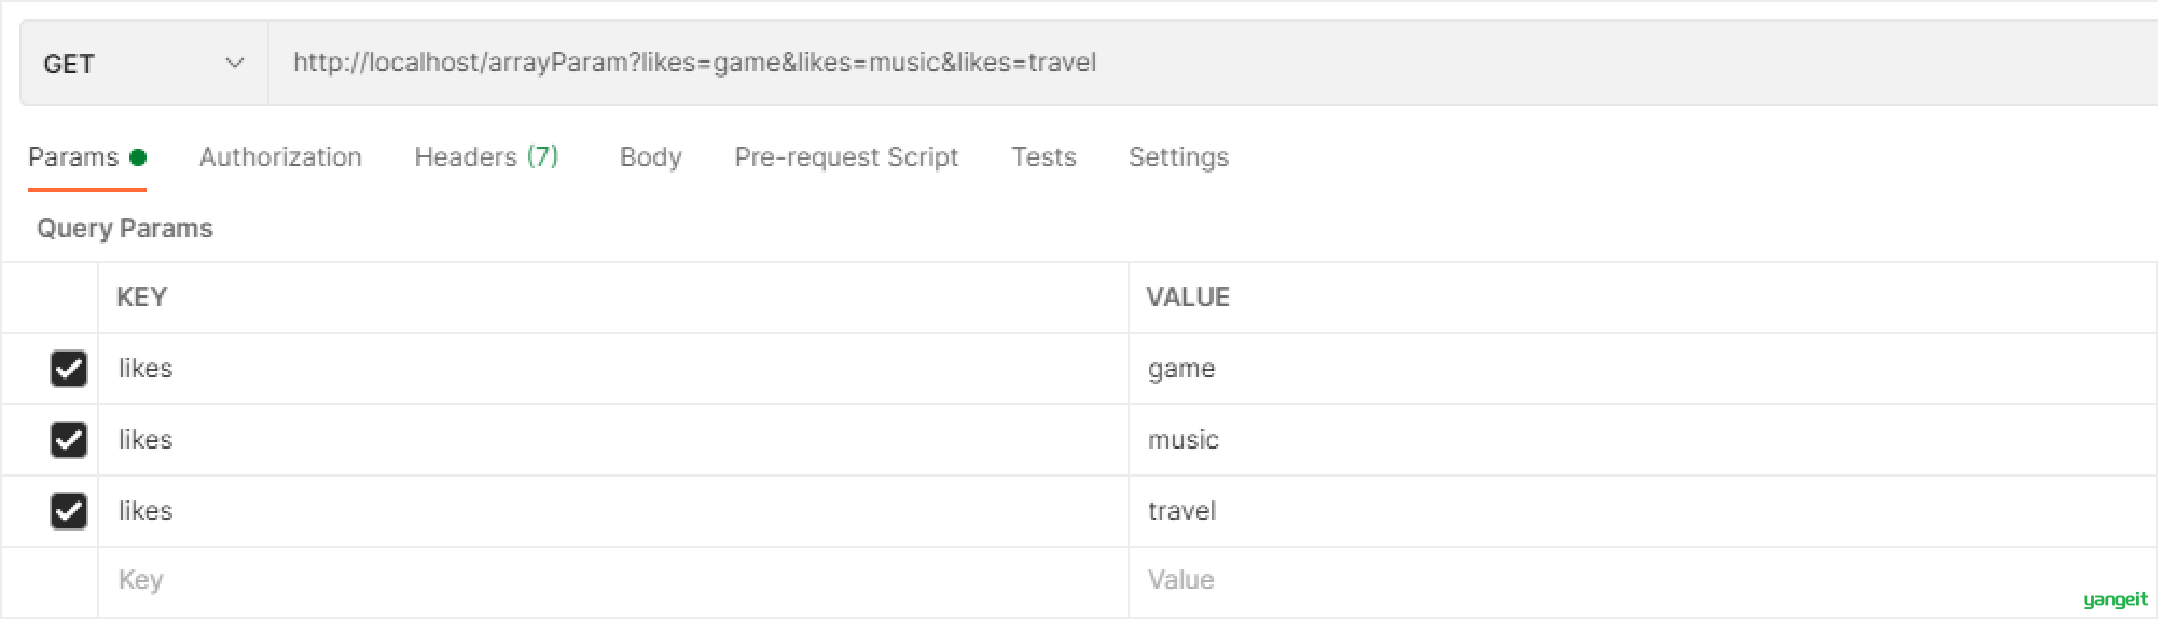 GET http://localhost/arrayParam?likes=game&likes=music&likes=travel
Params Authorization Headers (7) Body Pre-request Script Tests Settings
Query Params
KEY VALUE
likes game
likes music
likes travel
Key Value
yangeit